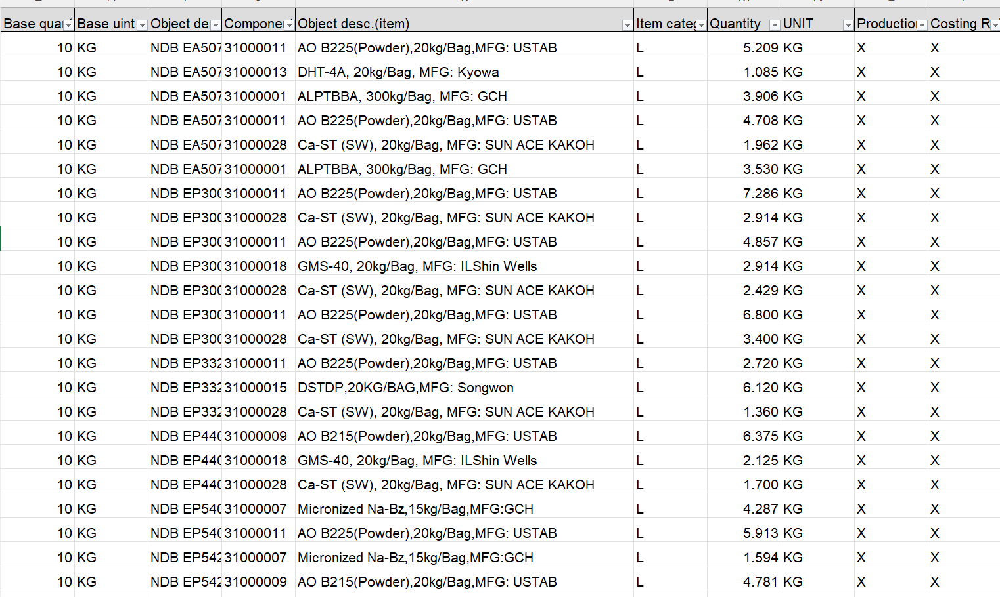 Base quar Base uint Object des Componer Object desc.(item) Item categ Quantity UNIT Production Costing R
10 KG NDB EA507 31000011 AO B225(Powder),20kg/Bag,MFG: USTAB L 5.209 KG X X
10 KG NDB EA507 31000013 DHT-4A, 20kg/Bag, MFG: Kyowa L 1.085 KG X X
10 KG NDB EA507 31000001 ALPTBBA, 300kg/Bag, MFG: GCH L 3.906 KG X X
10 KG NDB EA507 31000011 AO B225(Powder),20kg/Bag,MFG: USTAB L 4.708 KG X X
10 KG NDB EA507 31000028 Ca-ST (SW), 20kg/Bag, MFG: SUN ACE KAKOH L 1.962 KG X X
10 KG NDB EA507 31000001 ALPTBBA, 300kg/Bag, MFG: GCH L 3.530 KG X X
10 KG NDB EP300 31000011 AO B225(Powder),20kg/Bag,MFG: USTAB L 7.286 KG X X
10 KG NDB EP300 31000028 Ca-ST (SW), 20kg/Bag, MFG: SUN ACE KAKOH L 2.914 KG X X
10 KG NDB EP300 31000011 AO B225(Powder),20kg/Bag,MFG: USTAB L 4.857 KG X X
10 KG NDB EP300 31000018 GMS-40, 20kg/Bag, MFG: ILShin Wells L 2.914 KG X X
10 KG NDB EP300 31000028 Ca-ST (SW), 20kg/Bag, MFG: SUN ACE KAKOH L 2.429 KG X X
10 KG NDB EP300 31000011 AO B225(Powder),20kg/Bag,MFG: USTAB L 6.800 KG X X
10 KG NDB EP300 31000028 Ca-ST (SW), 20kg/Bag, MFG: SUN ACE KAKOH L 3.400 KG X X
10 KG NDB EP332 31000011 AO B225(Powder),20kg/Bag,MFG: USTAB L 2.720 KG X X
10 KG NDB EP332 31000015 DSTDP,20KG/BAG,MFG: Songwon L 6.120 KG X X
10 KG NDB EP332 31000028 Ca-ST (SW), 20kg/Bag, MFG: SUN ACE KAKOH L 1.360 KG X X
10 KG NDB EP440 31000009 AO B215(Powder),20kg/Bag,MFG: USTAB L 6.375 KG X X
10 KG NDB EP440 31000018 GMS-40, 20kg/Bag, MFG: ILShin Wells L 2.125 KG X X
10 KG NDB EP440 31000028 Ca-ST (SW), 20kg/Bag, MFG: SUN ACE KAKOH L 1.700 KG X X
10 KG NDB EP540 31000007 Micronized Na-Bz,15kg/Bag,MFG:GCH L 4.287 KG X X
10 KG NDB EP540 31000011 AO B225(Powder),20kg/Bag,MFG: USTAB L 5.913 KG X X
10 KG NDB EP542 31000007 Micronized Na-Bz,15kg/Bag,MFG:GCH L 1.594 KG X X
10 KG NDB EP542 31000009 AO B215(Powder),20kg/Bag,MFG: USTAB L 4.781 KG X X